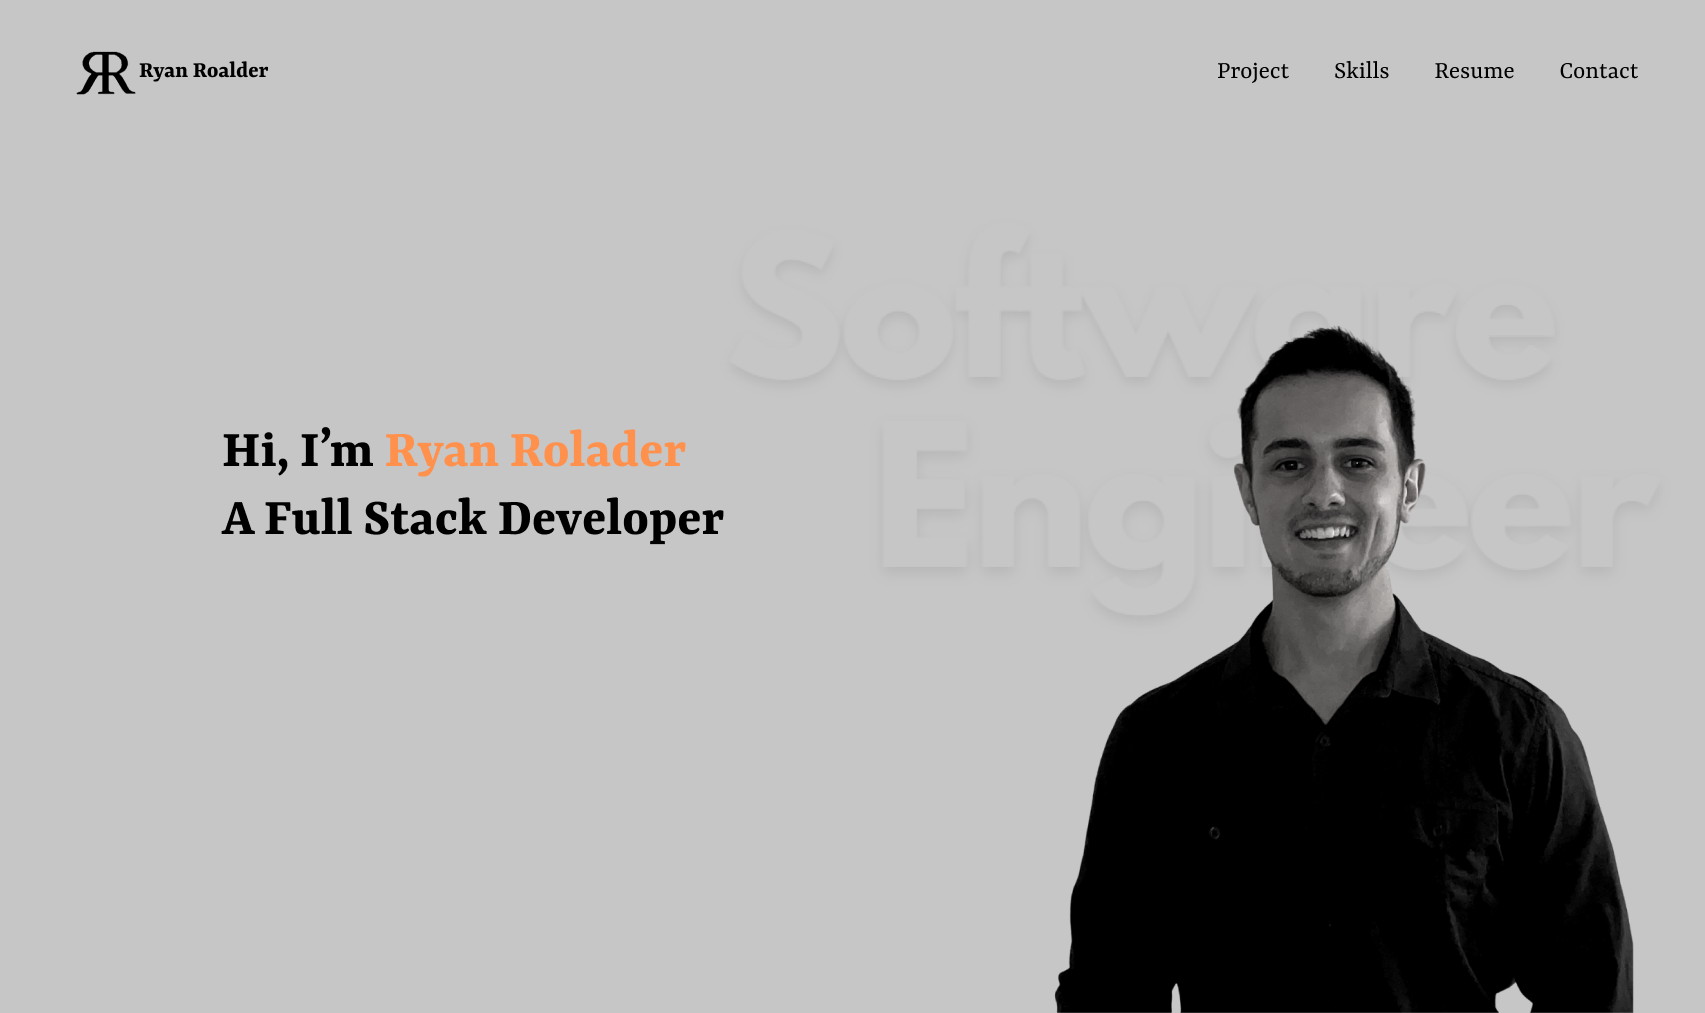 RR Ryan Roalder
Project Skills Resume Contact
Software
Engineer
Hi, I’m Ryan Rolader
A Full Stack Developer